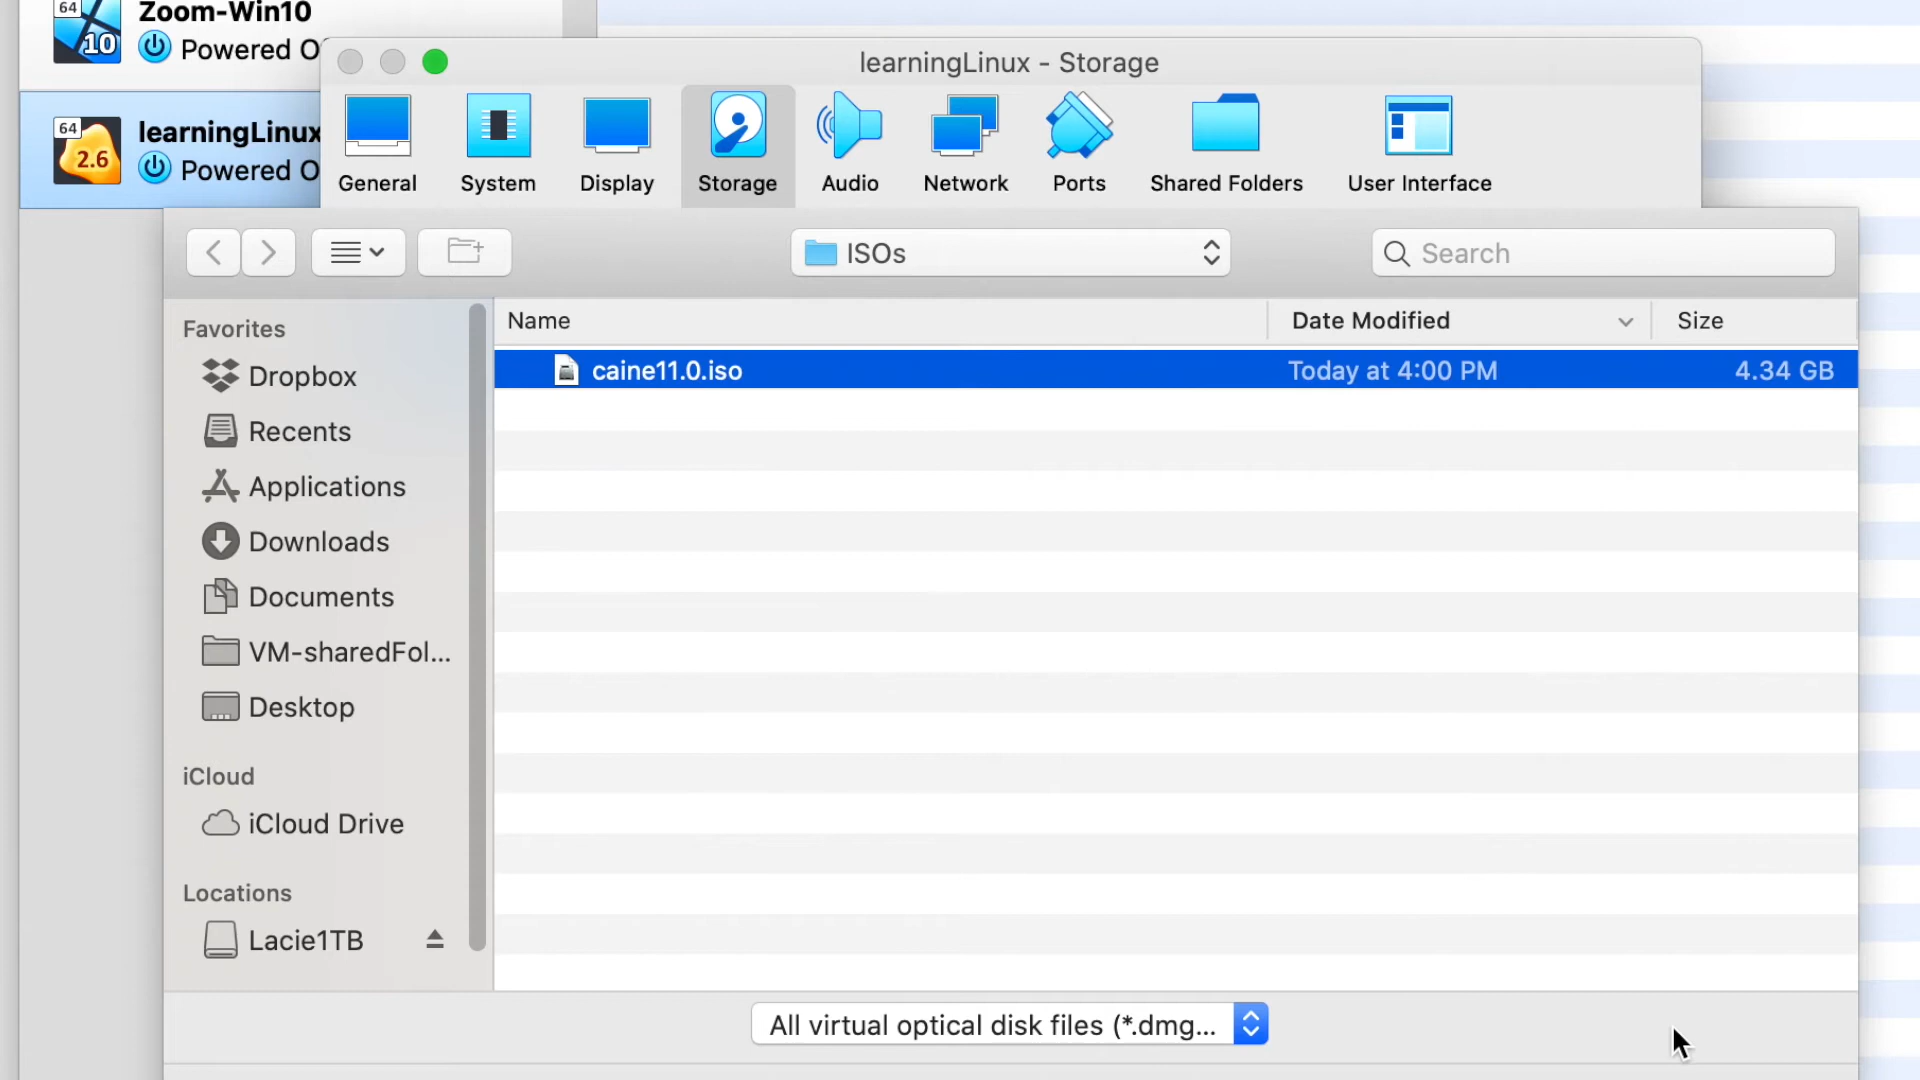 64
Zoom-Win10
10
Powered O
learningLinux - Storage
64
2.6
learningLinux
Powered O
General
System
Display
Storage
Audio
Network
Ports
Shared Folders
User Interface
ISOs
Search
Favorites
Dropbox
Recents
Applications
Downloads
Documents
VM-sharedFol...
Desktop
iCloud
iCloud Drive
Locations
Lacie1TB
Name
Date Modified
Size
caine11.0.iso
Today at 4:00 PM
4.34 GB
All virtual optical disk files (*.dmg...